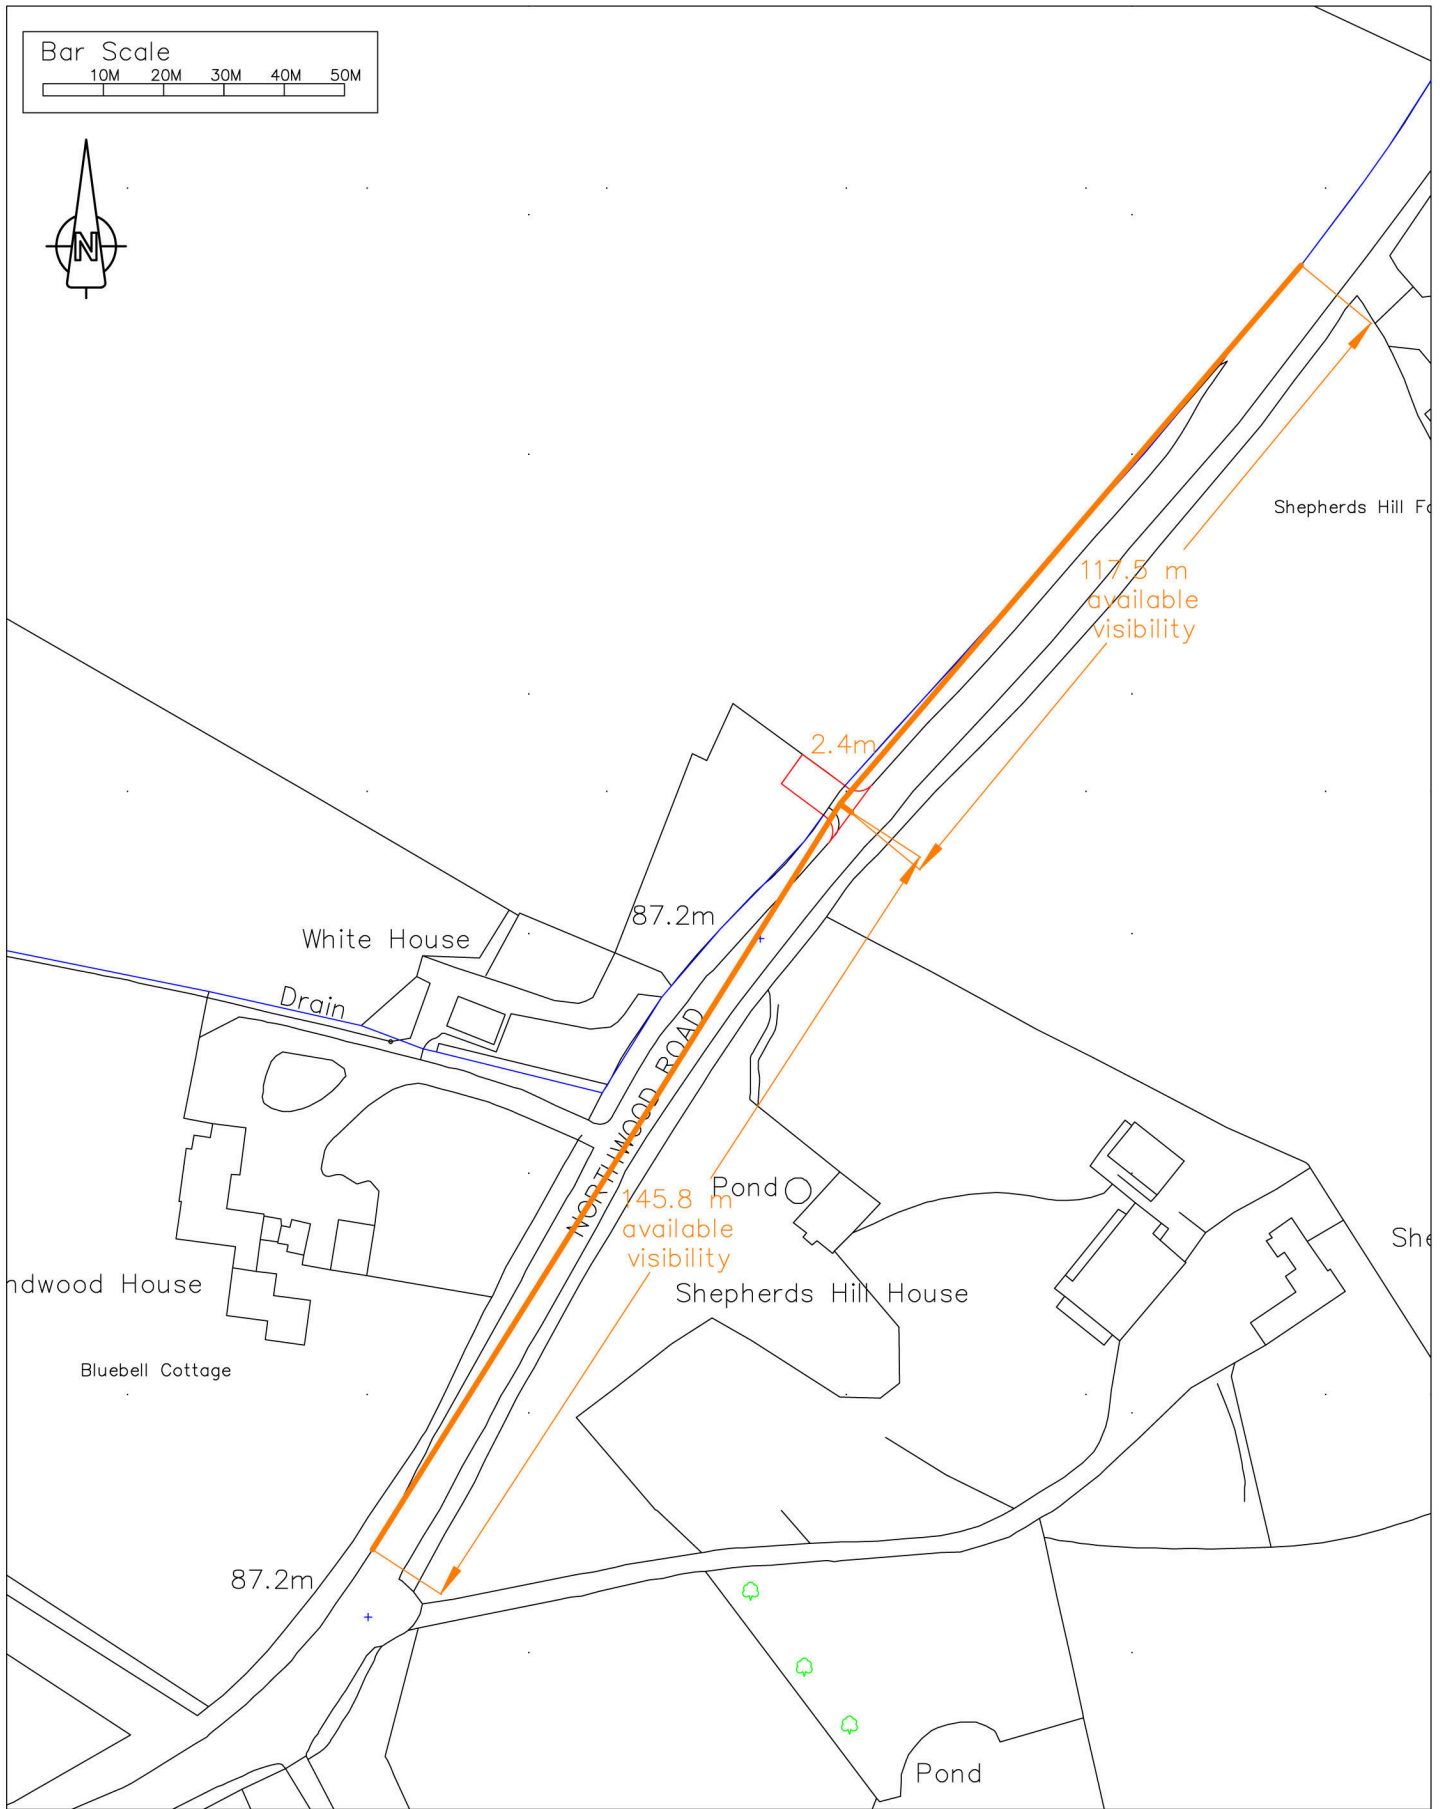 Bar Scale
10M 20M 30M 40M 50M
N
Shepherds Hill Fa
117.5 m
available
visibility
2.4m
87.2m
White House
Drain
NORTHWOOD ROAD
Pond
145.8 m
available
visibility
She
ndwood House
Shepherds Hill House
Bluebell Cottage
87.2m
Pond